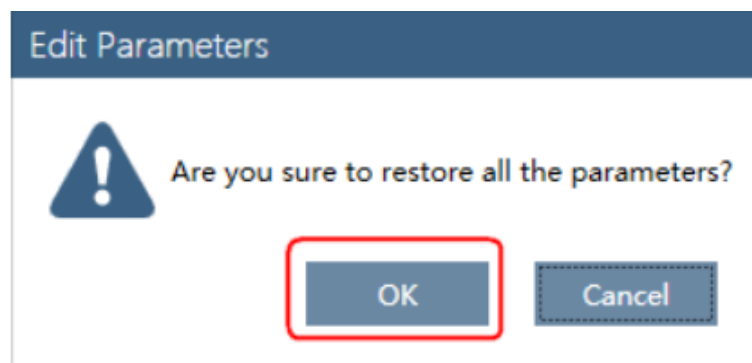 Edit Parameters
Are you sure to restore all the parameters?
OK
Cancel